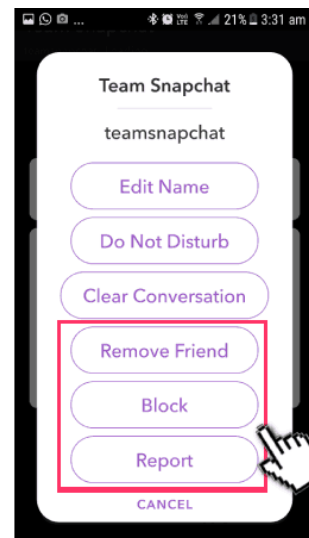 ... 21% 3:31 am
Team Snapchat
teamsnapchat
Edit Name
Do Not Disturb
Clear Conversation
Remove Friend
Block
Report
CANCEL